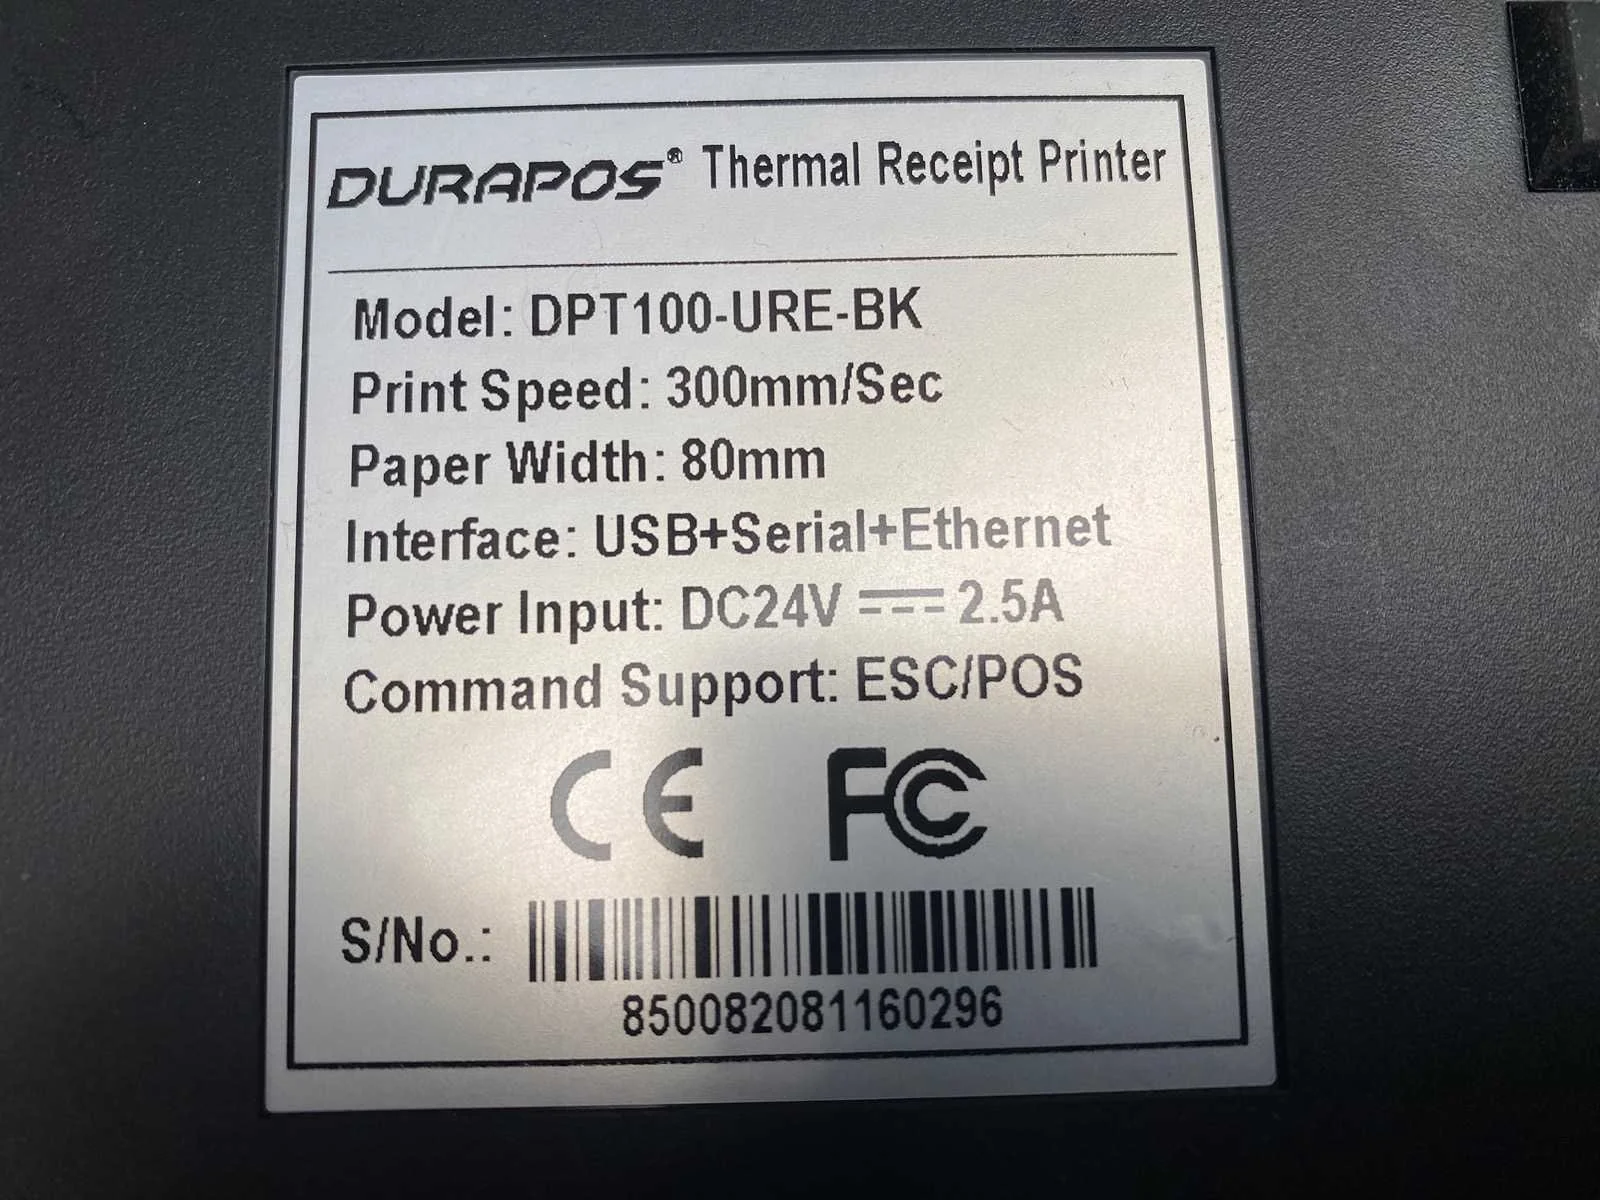 DURAPOS® Thermal Receipt Printer
Model: DPT100-URE-BK
Print Speed: 300mm/Sec
Paper Width: 80mm
Interface: USB+Serial+Ethernet
Power Input: DC24V ⎓ 2.5A
Command Support: ESC/POS
CE FC
S/No.:
850082081160296